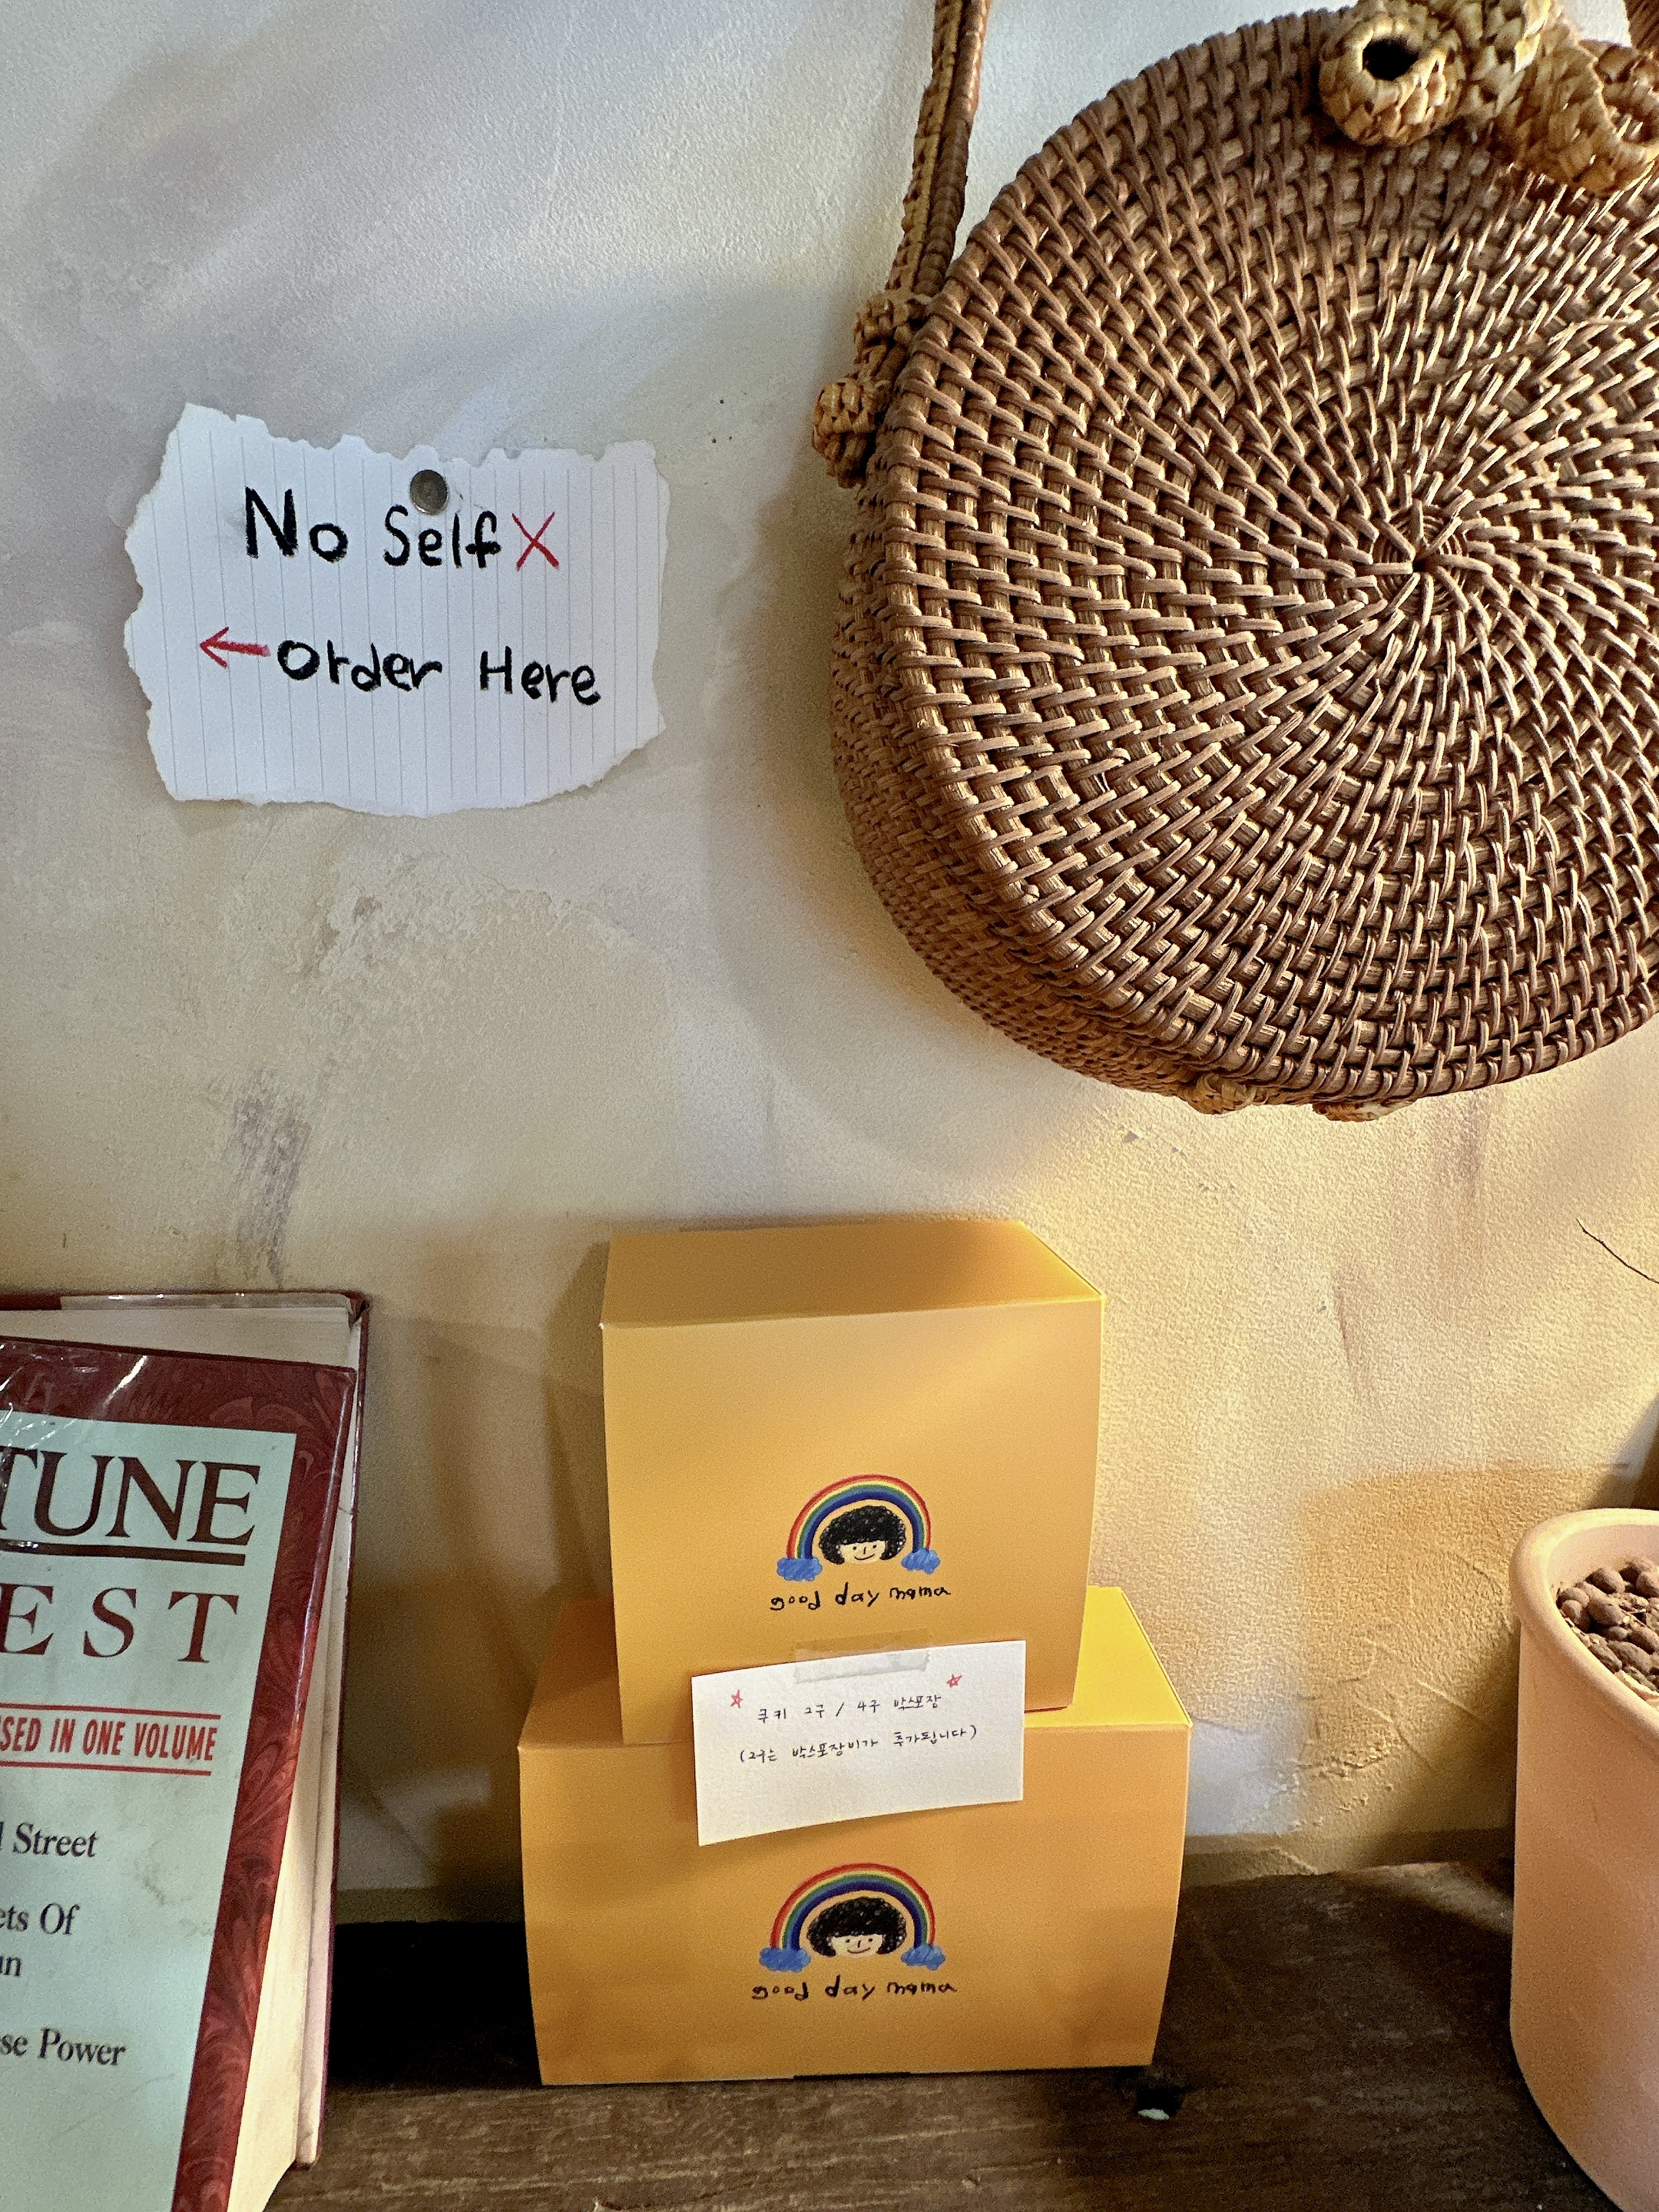 No Self X
← Order Here
TUNE
EST
SED IN ONE VOLUME
Street
ets Of
un
se Power
good day mama
☆ 쿠키 2구 / 4구 박스포장 ☆
(2구는 박스포장비가 추가됩니다)
good day mama